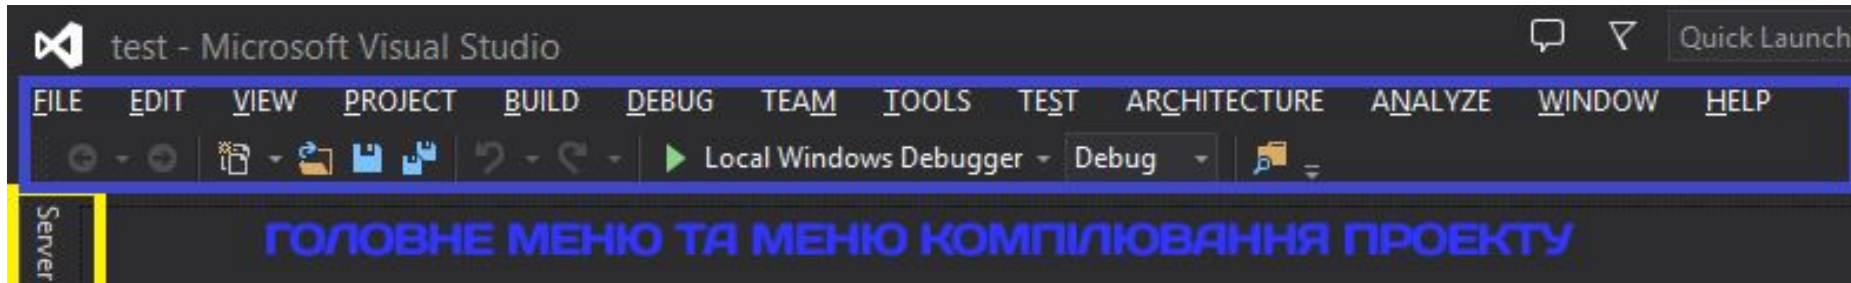 test - Microsoft Visual Studio
Quick Launch
FILE EDIT VIEW PROJECT BUILD DEBUG TEAM TOOLS TEST ARCHITECTURE ANALYZE WINDOW HELP
Local Windows Debugger Debug
Server
ГОЛОВНЕ МЕНЮ ТА МЕНЮ КОМПІЛЮВАННЯ ПРОЕКТУ